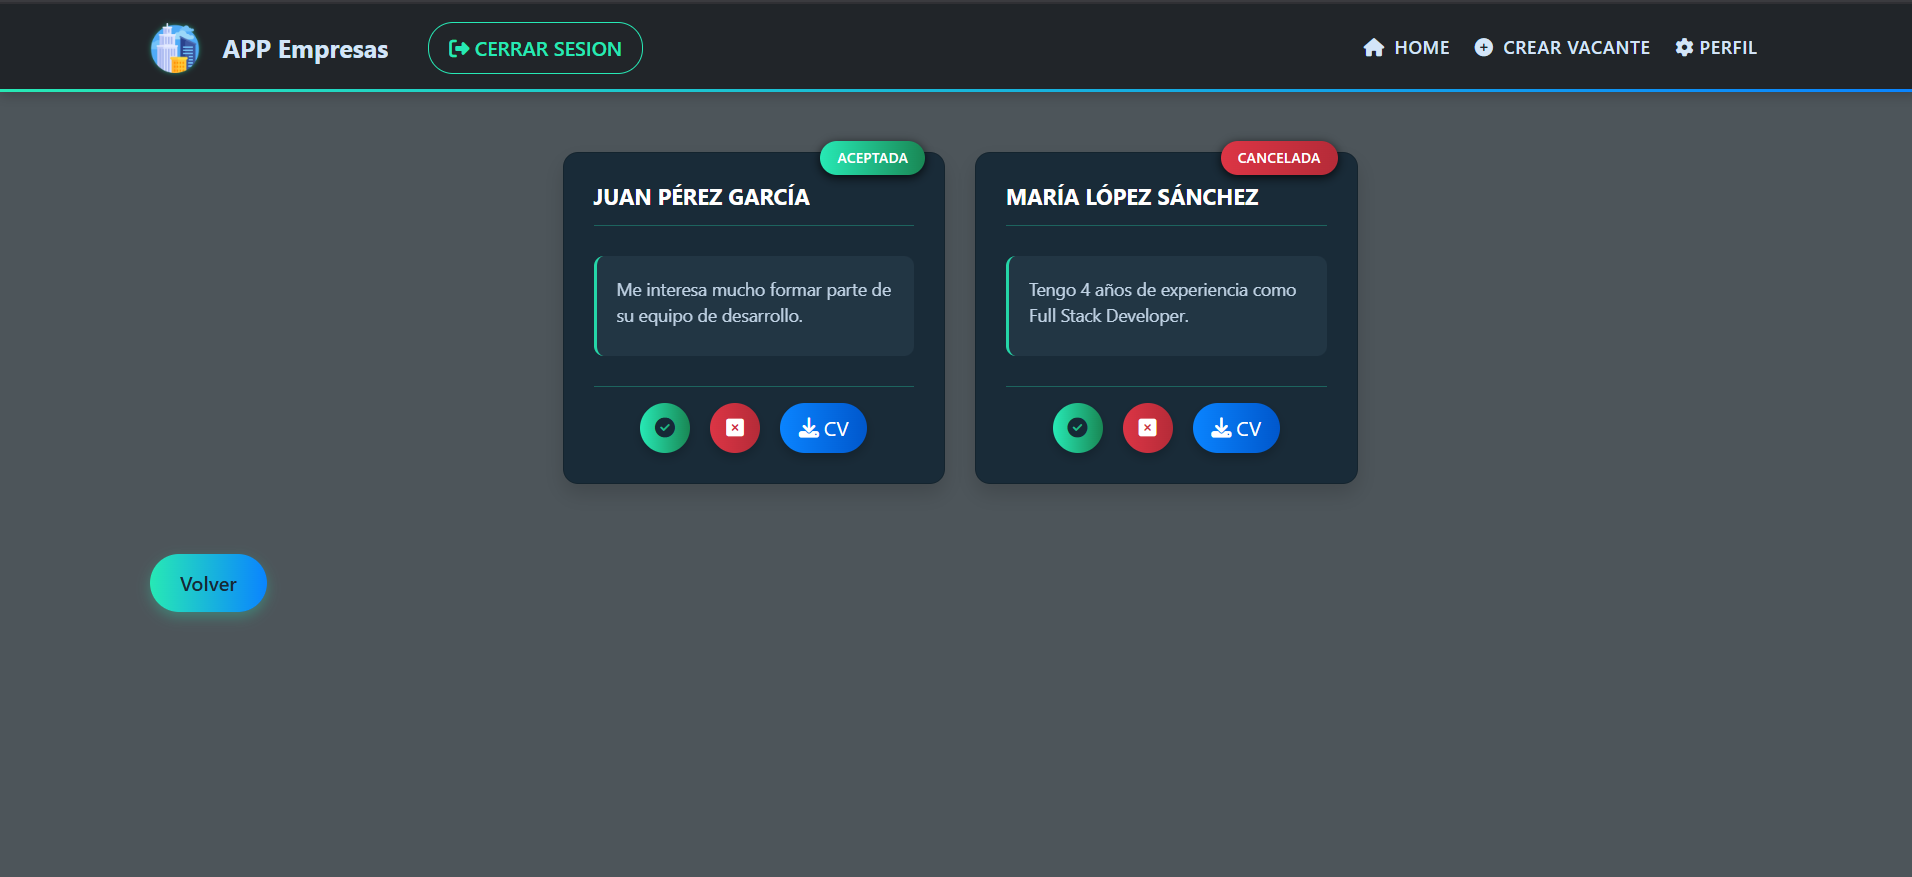 APP Empresas
CERRAR SESION
HOME
CREAR VACANTE
PERFIL
ACEPTADA
JUAN PÉREZ GARCÍA
Me interesa mucho formar parte de
su equipo de desarrollo.
CV
CANCELADA
MARÍA LÓPEZ SÁNCHEZ
Tengo 4 años de experiencia como
Full Stack Developer.
CV
Volver